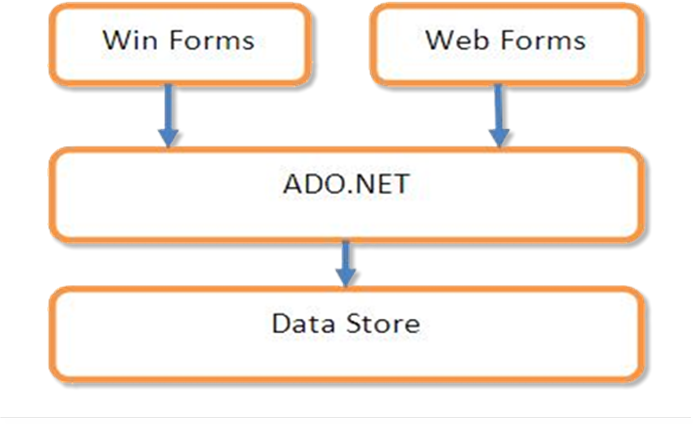 Win Forms
Web Forms
ADO.NET
Data Store